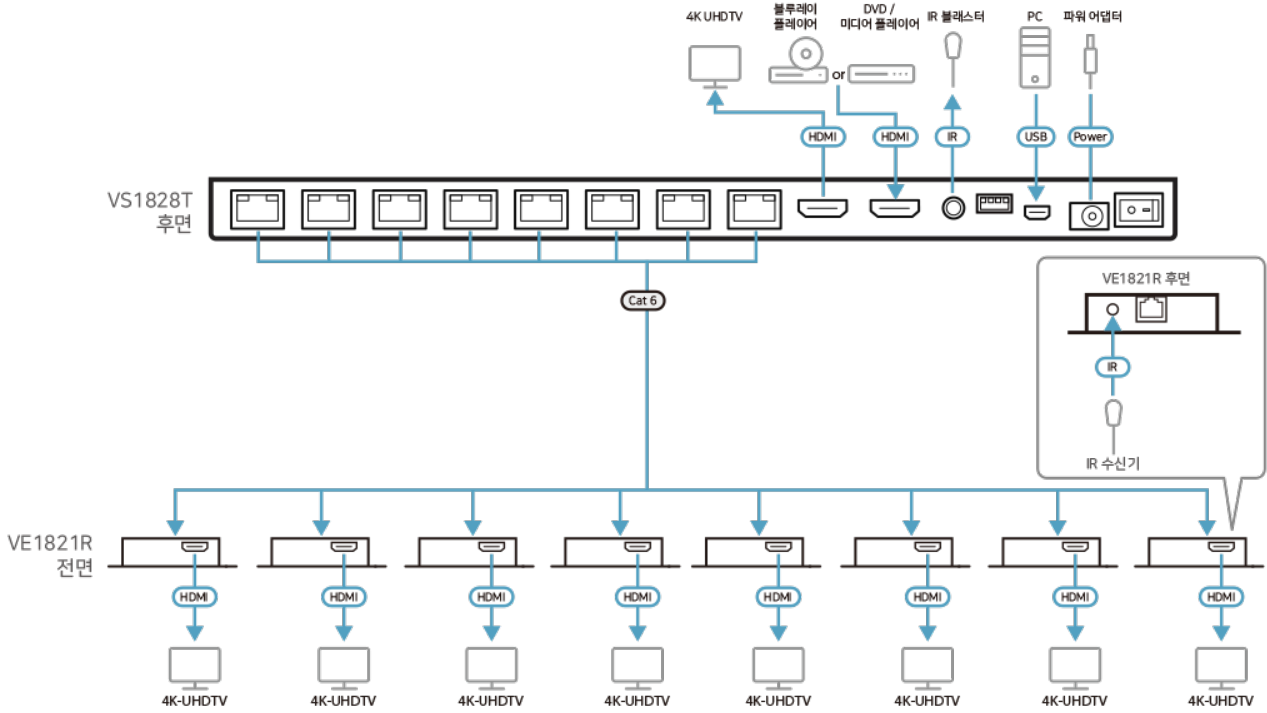 4K UHDTV
블루레이
플레이어
DVD /
미디어 플레이어
IR 블래스터
PC
파워 어댑터
or
HDMI
HDMI
IR
USB
Power
VS1828T
후면
Cat 6
VE1821R 후면
IR
IR 수신기
VE1821R
전면
HDMI
HDMI
HDMI
HDMI
HDMI
HDMI
HDMI
HDMI
4K-UHDTV
4K-UHDTV
4K-UHDTV
4K-UHDTV
4K-UHDTV
4K-UHDTV
4K-UHDTV
4K-UHDTV